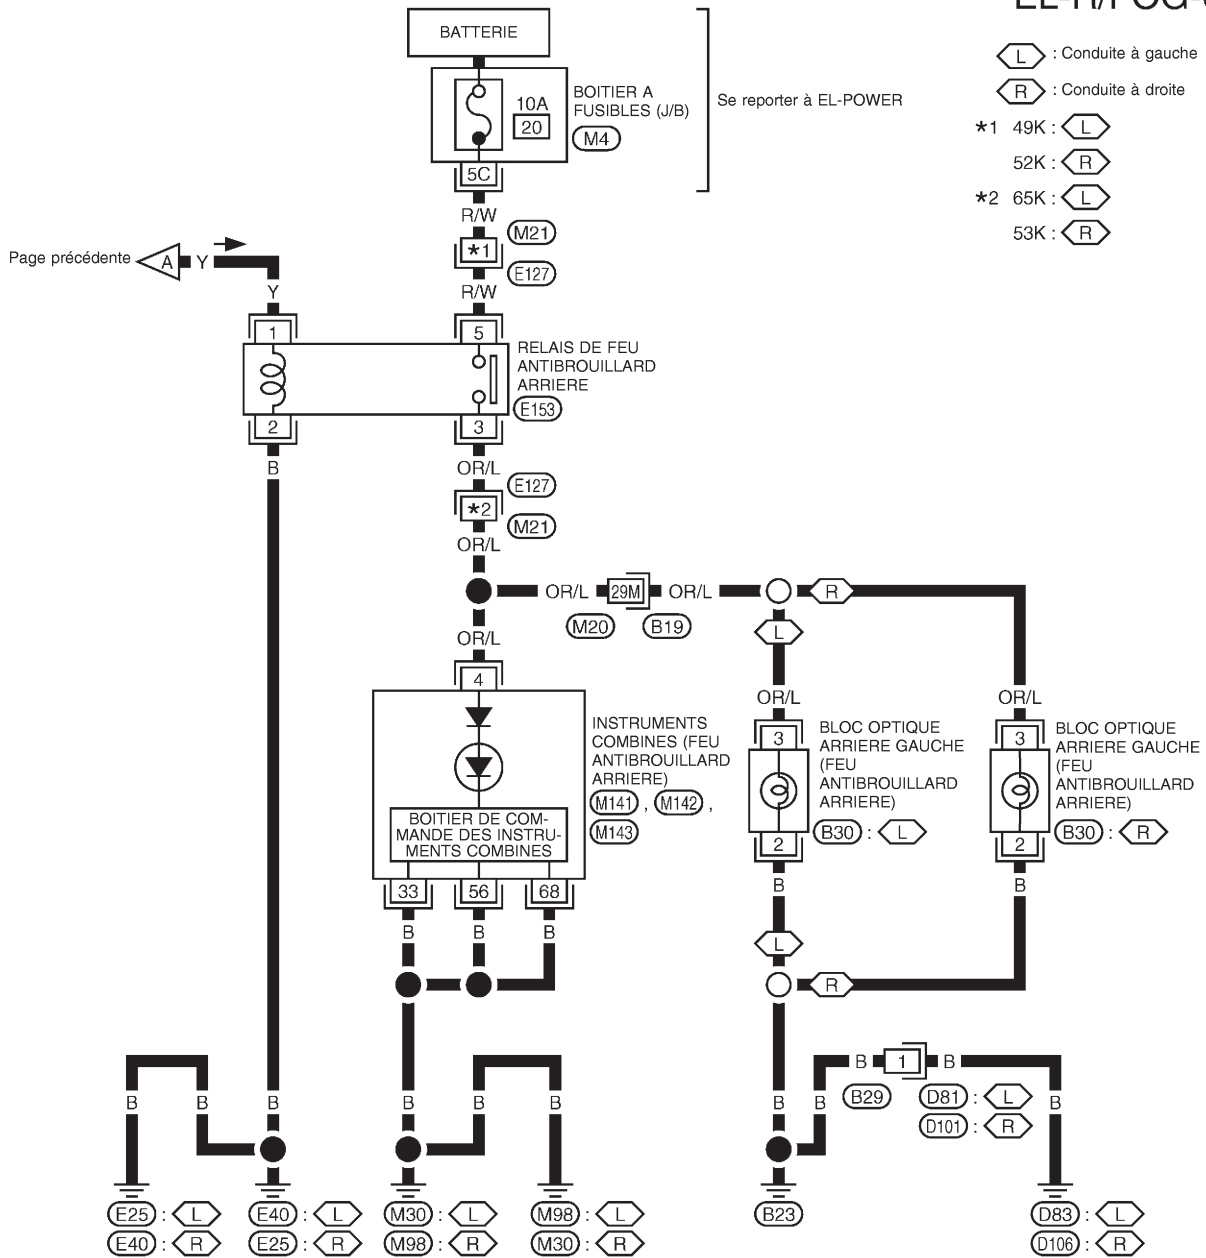 BATTERIE
L : Conduite à gauche
BOITIER A
FUSIBLES (J/B)
10A
20
M4
Se reporter à EL-POWER
R : Conduite à droite
*1 49K : L
52K : R
*2 65K : L
53K : R
5C
R/W
M21
*1
E127
R/W
Page précédente
A Y
Y
1
5
RELAIS DE FEU
ANTIBROUILLARD
ARRIERE
E153
2
3
B
OR/L
E127
*2
M21
OR/L
OR/L 29M OR/L
R
M20
B19
L
OR/L
4
OR/L
OR/L
INSTRUMENTS
COMBINES (FEU
ANTIBROUILLARD
ARRIERE)
M141 , M142 ,
M143
3
BLOC OPTIQUE
ARRIERE GAUCHE
(FEU
ANTIBROUILLARD
ARRIERE)
B30 : L
3
BLOC OPTIQUE
ARRIERE GAUCHE
(FEU
ANTIBROUILLARD
ARRIERE)
B30 : R
BOITIER DE COM-
MANDE DES INSTRU-
MENTS COMBINES
2
2
33 56 68
B B B
B
B
L
R
B 1 B
B29
D81 : L
D101 : R
B B B B B B B B
E25 : L
E40 : R
E40 : L
E25 : R
M30 : L
M98 : R
M98 : L
M30 : R
B23
D83 : L
D106 : R